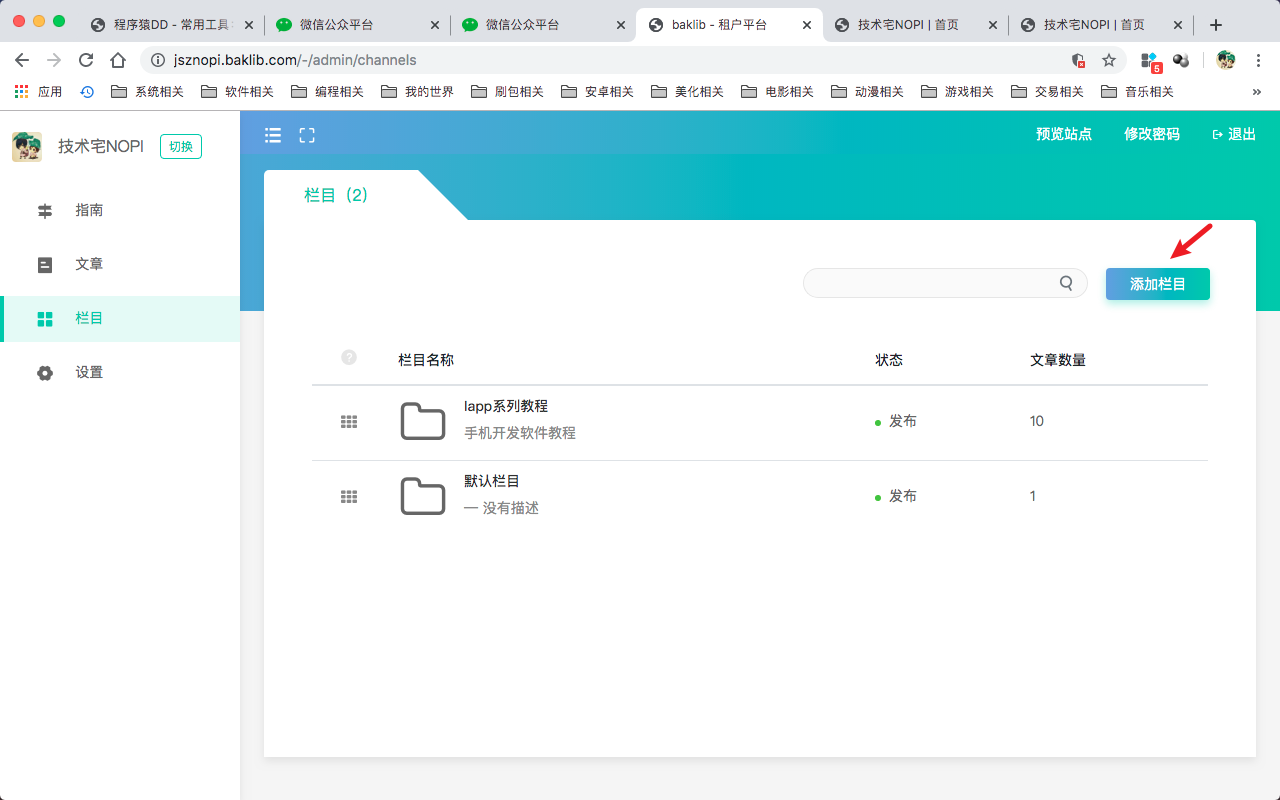 程序猿DD - 常用工具
微信公众平台
微信公众平台
baklib - 租户平台
技术宅NOPI | 首页
技术宅NOPI | 首页
jsznopi.baklib.com/-/admin/channels
5
应用
系统相关
软件相关
编程相关
我的世界
刷包相关
安卓相关
美化相关
电影相关
动漫相关
游戏相关
交易相关
音乐相关
»
技术宅NOPI
切换
预览站点
修改密码
退出
指南
文章
栏目
设置
栏目（2）
添加栏目
?
栏目名称
状态
文章数量
Iapp系列教程
手机开发软件教程
发布
10
默认栏目
— 没有描述
发布
1